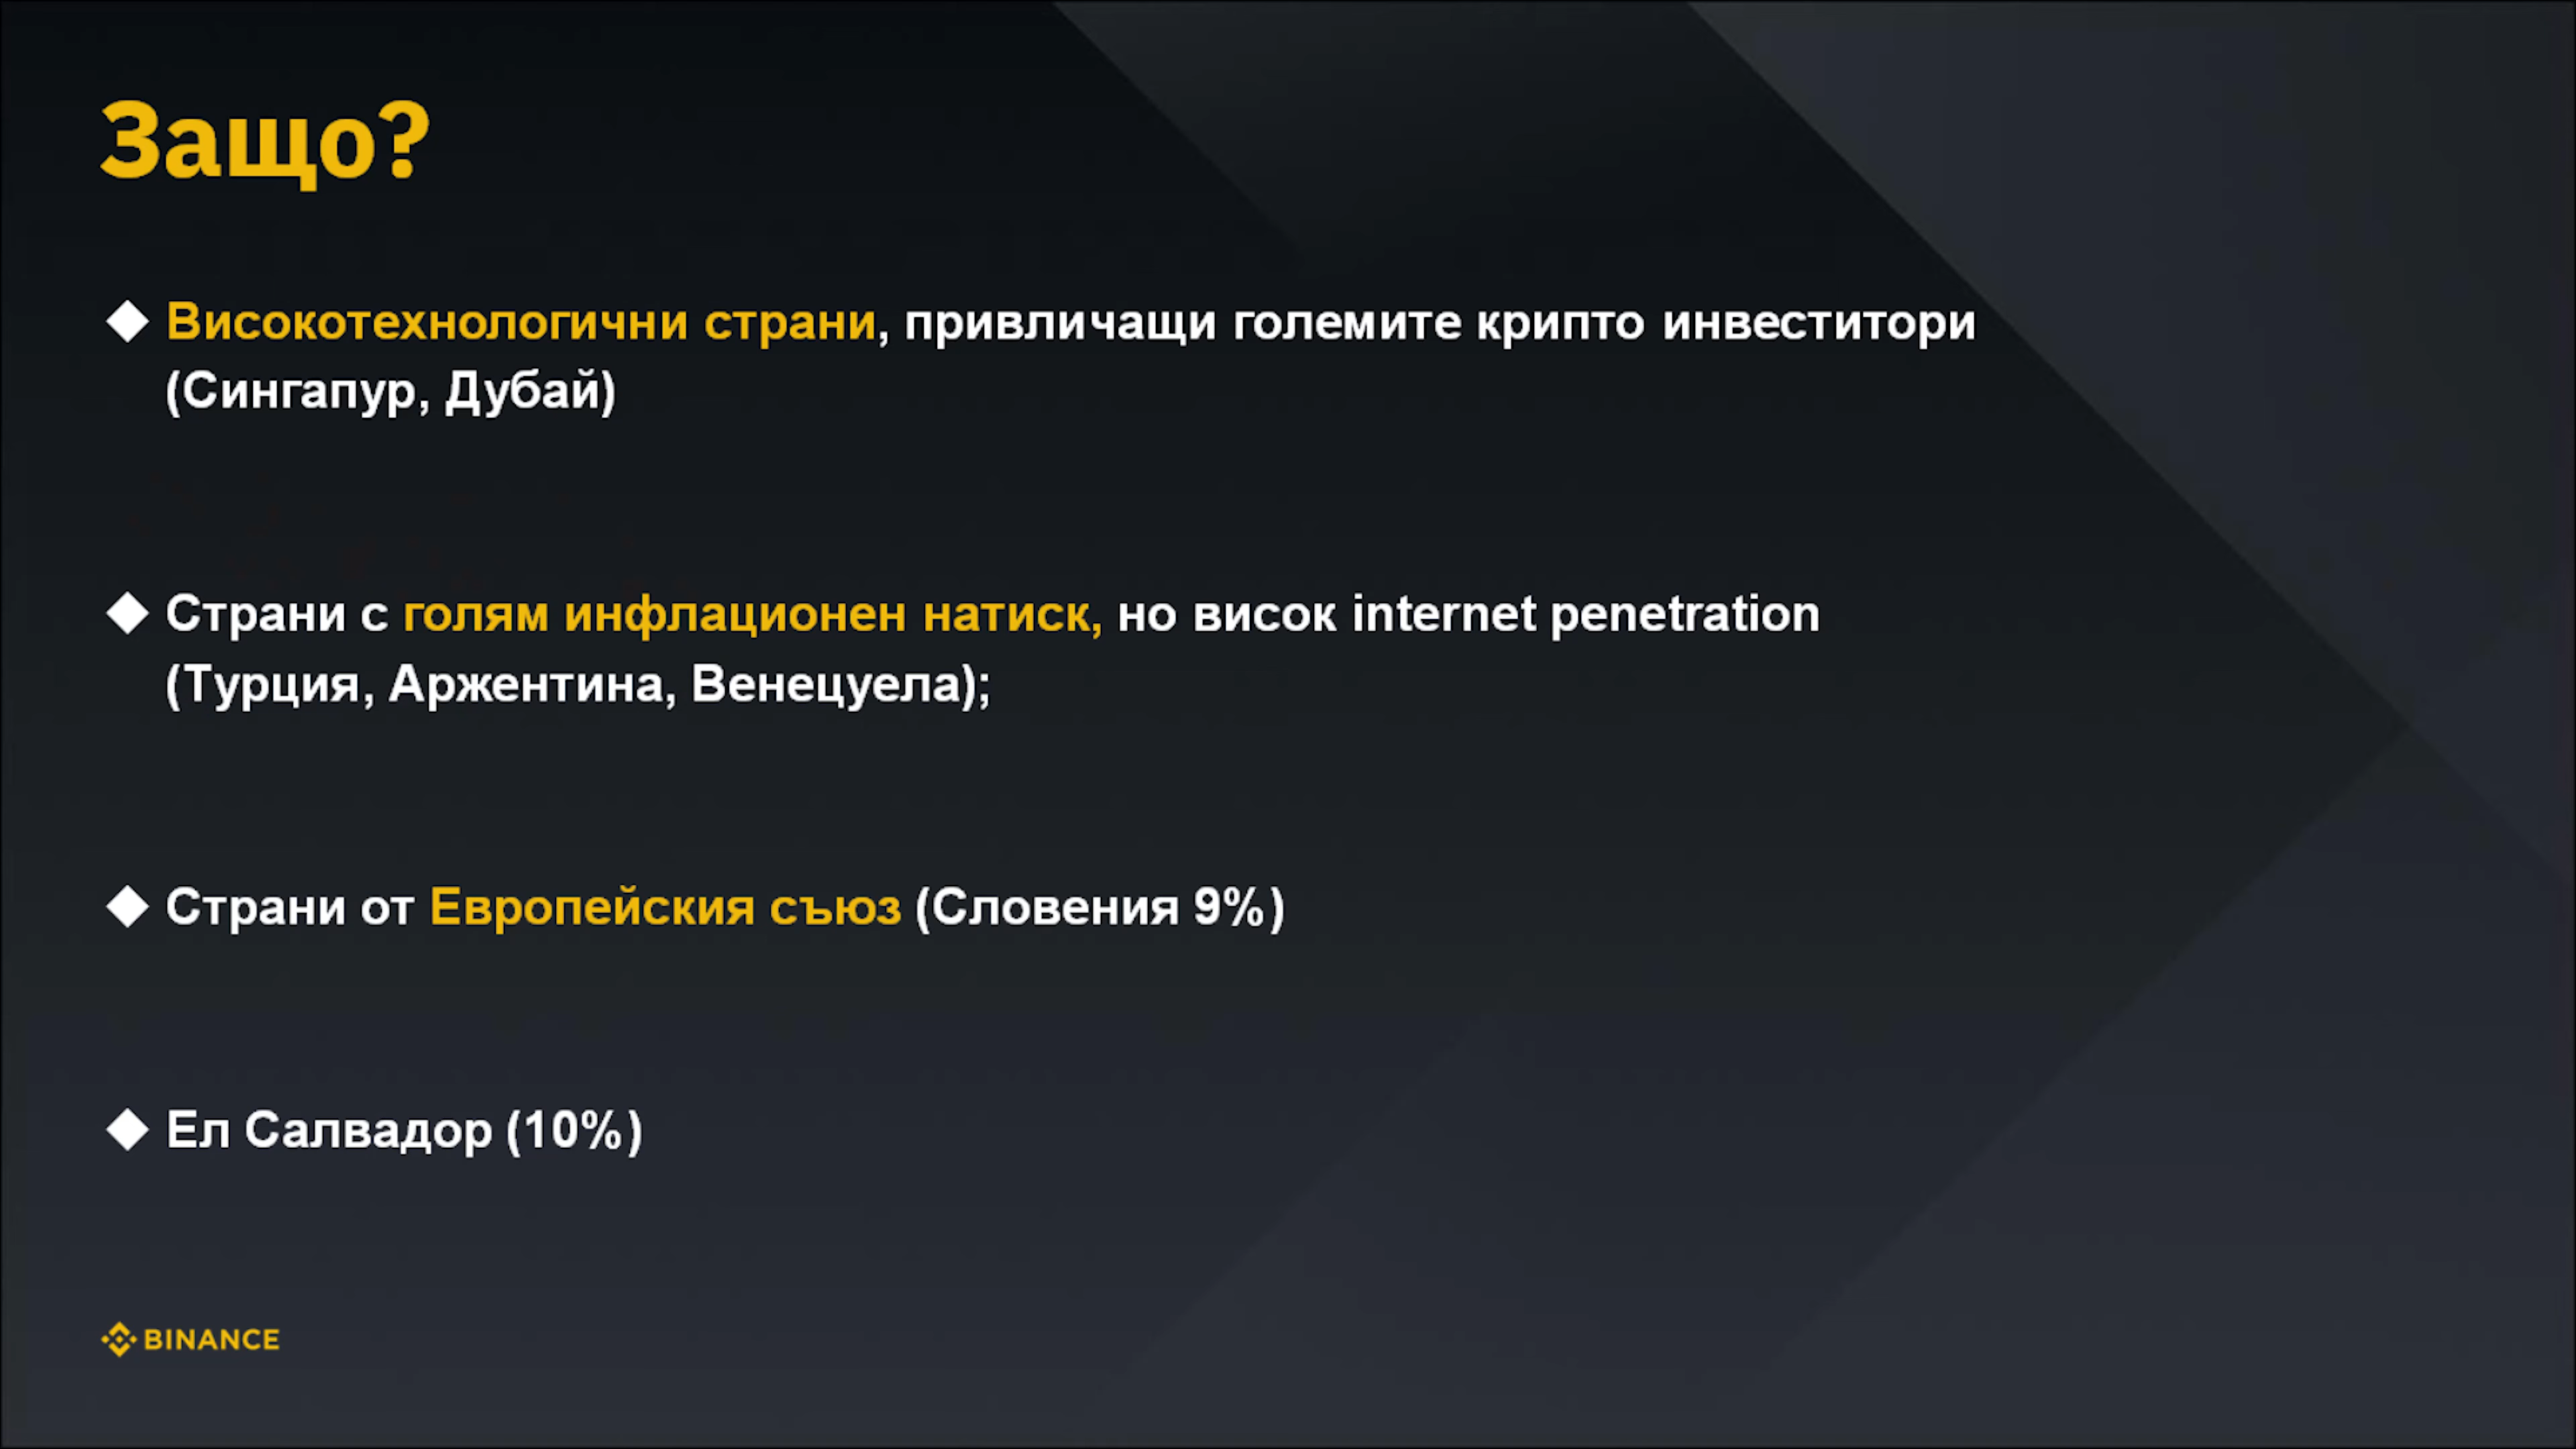 Защо?
Високотехнологични страни, привличащи големите крипто инвеститори
(Сингапур, Дубай)
Страни с голям инфлационен натиск, но висок internet penetration
(Турция, Аржентина, Венецуела);
Страни от Европейския съюз (Словения 9%)
Ел Салвадор (10%)
BINANCE